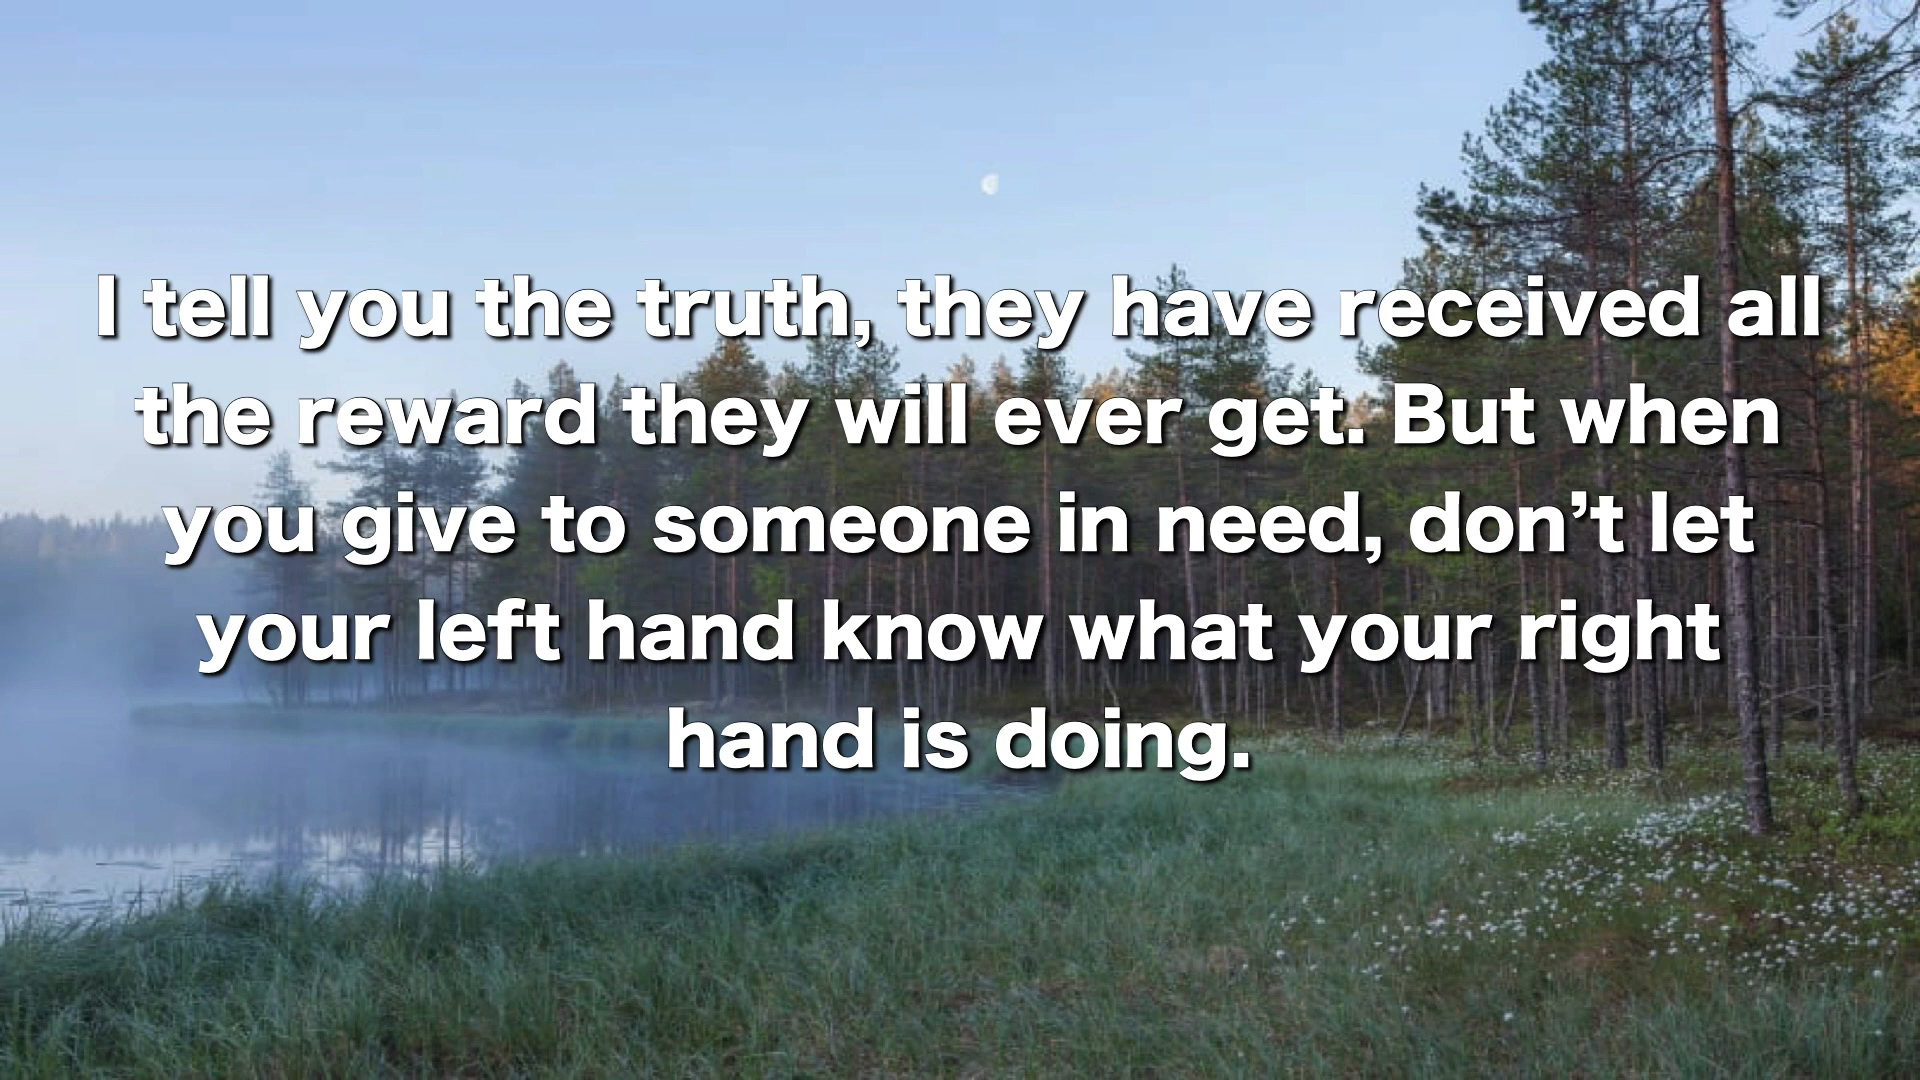 I tell you the truth, they have received all
the reward they will ever get. But when
you give to someone in need, don’t let
your left hand know what your right
hand is doing.